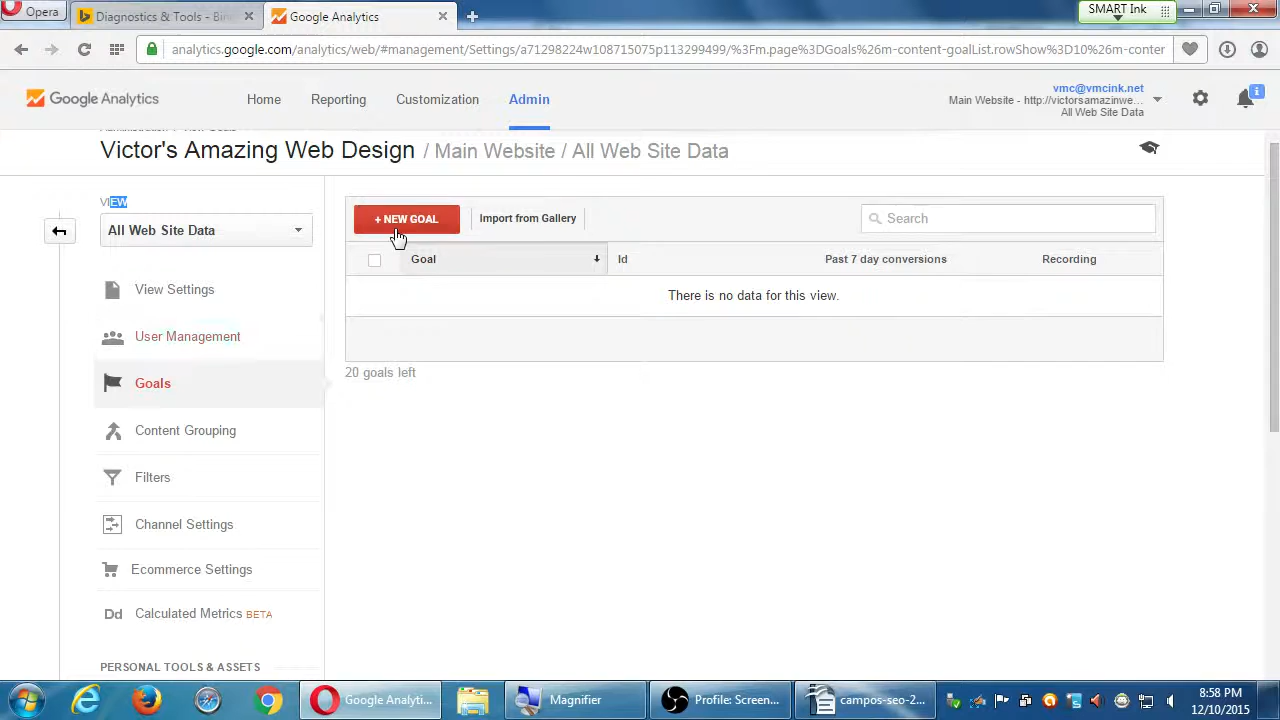 Opera
Diagnostics & Tools - Bin
Google Analytics
SMART Ink
analytics.google.com/analytics/web/#management/Settings/a71281224w108715075p113299499/%3Fm.page%3DGoals%26m-content-goalList.rowShow%3D10%26m-conter
Google Analytics
Home
Reporting
Customization
Admin
vmc@vmcink.net
Main Website - http://victorsamazinwe...
All Web Site Data
Victor's Amazing Web Design / Main Website / All Web Site Data
VIEW
All Web Site Data
View Settings
User Management
Goals
Content Grouping
Filters
Channel Settings
Ecommerce Settings
Dd Calculated Metrics BETA
PERSONAL TOOLS & ASSETS
+ NEW GOAL
Import from Gallery
Search
Goal
Id
Past 7 day conversions
Recording
There is no data for this view.
20 goals left
Google Analyti...
Magnifier
Profile: Screen...
campos-seo-2...
8:58 PM
12/10/2015